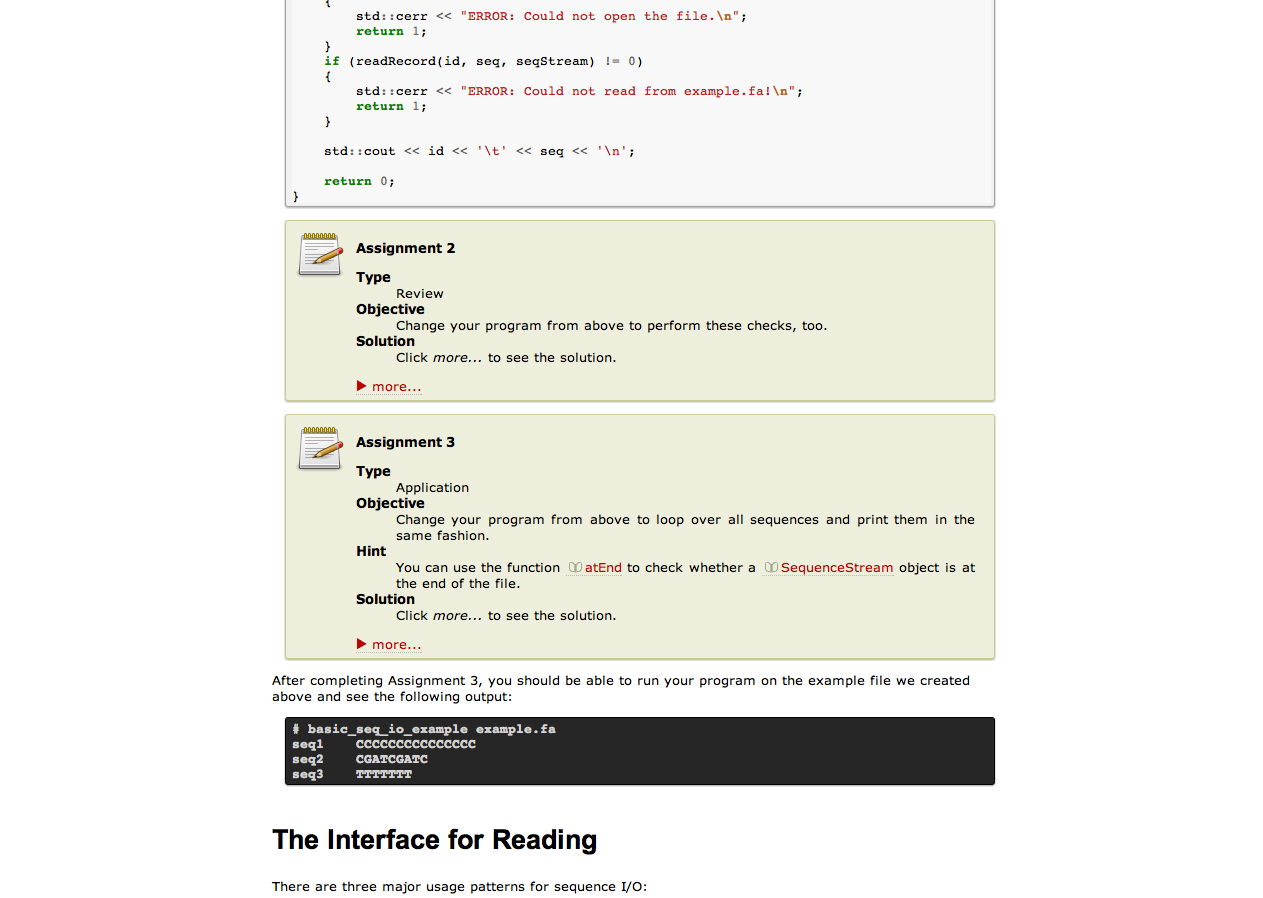 {
std::cerr << "ERROR: Could not open the file.\n";
return 1;
}
if (readRecord(id, seq, seqStream) != 0)
{
std::cerr << "ERROR: Could not read from example.fa!\n";
return 1;
}
std::cout << id << '\t' << seq << '\n';
return 0;
}
Assignment 2
Type
Review
Objective
Change your program from above to perform these checks, too.
Solution
Click more... to see the solution.
more...
Assignment 3
Type
Application
Objective
Change your program from above to loop over all sequences and print them in the
same fashion.
Hint
You can use the function atEnd to check whether a SequenceStream object is at
the end of the file.
Solution
Click more... to see the solution.
more...
After completing Assignment 3, you should be able to run your program on the example file we created
above and see the following output:
# basic_seq_io_example example.fa
seq1 CCCCCCCCCCCCCCC
seq2 CGATCGATC
seq3 TTTTTTT
The Interface for Reading
There are three major usage patterns for sequence I/O: